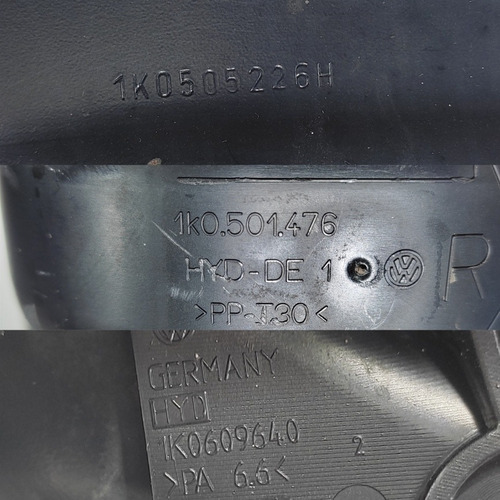 1K0505226H
1K0.501.476
HYD-DE 1
R
>PP-T30<
GERMANY
HYD
1K0609640
2
>PA 6.6<